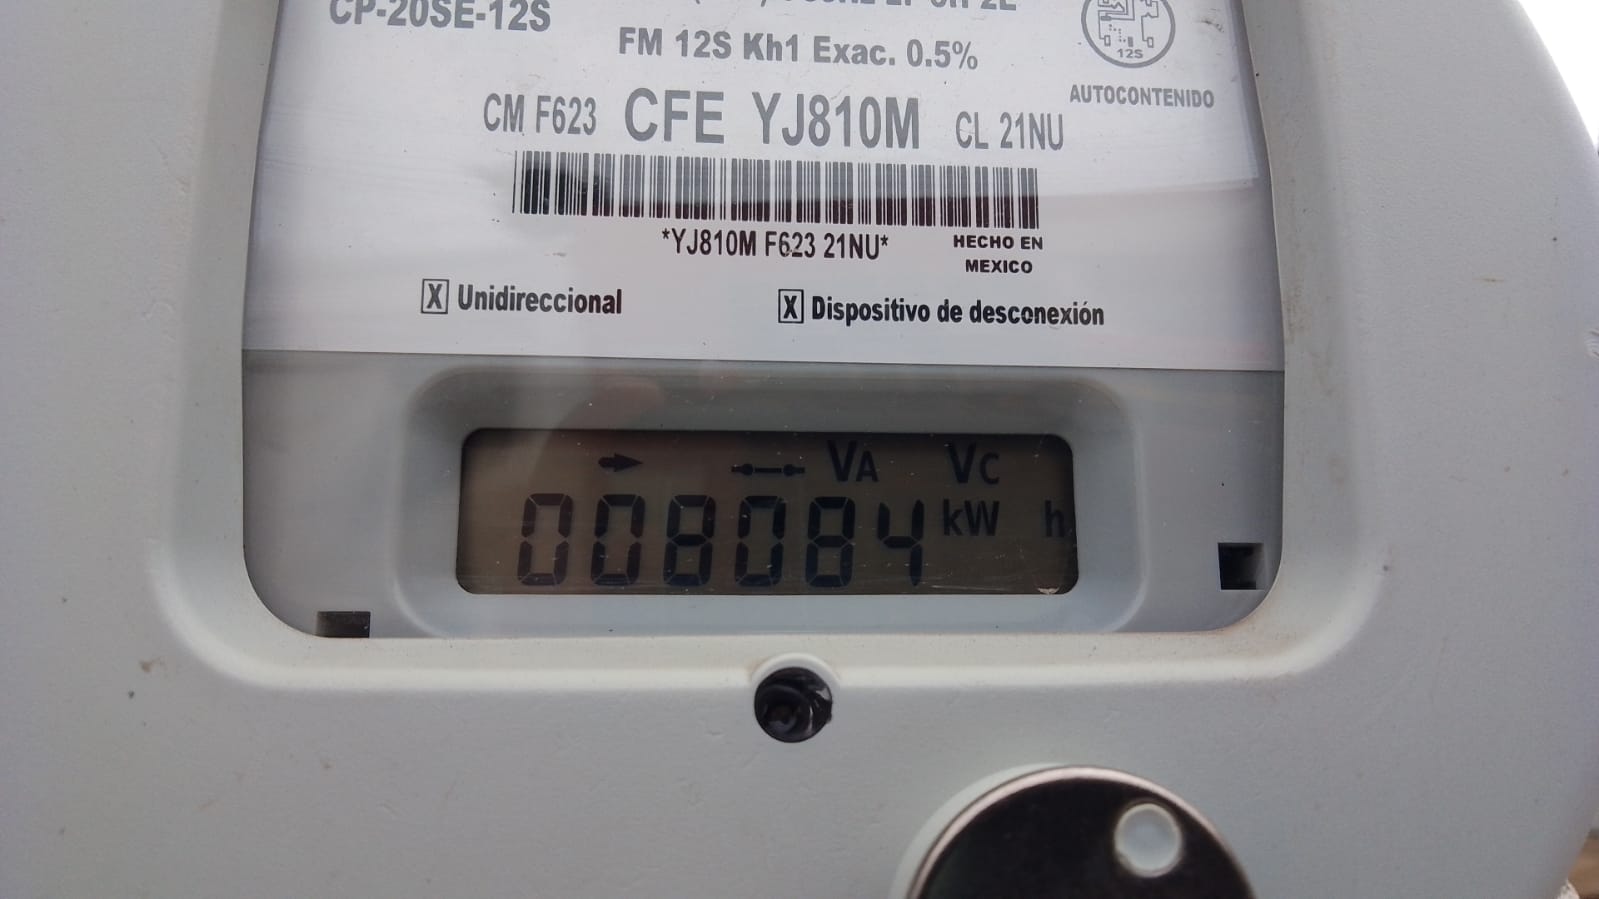 CP-20SE-12S
FM 12S Kh1 Exac. 0.5%
12S
AUTOCONTENIDO
CM F623 CFE YJ810M CL 21NU
*YJ810M F623 21NU*
HECHO EN
MEXICO
X Unidireccional
X Dispositivo de desconexión
VA VC
008084 kW h